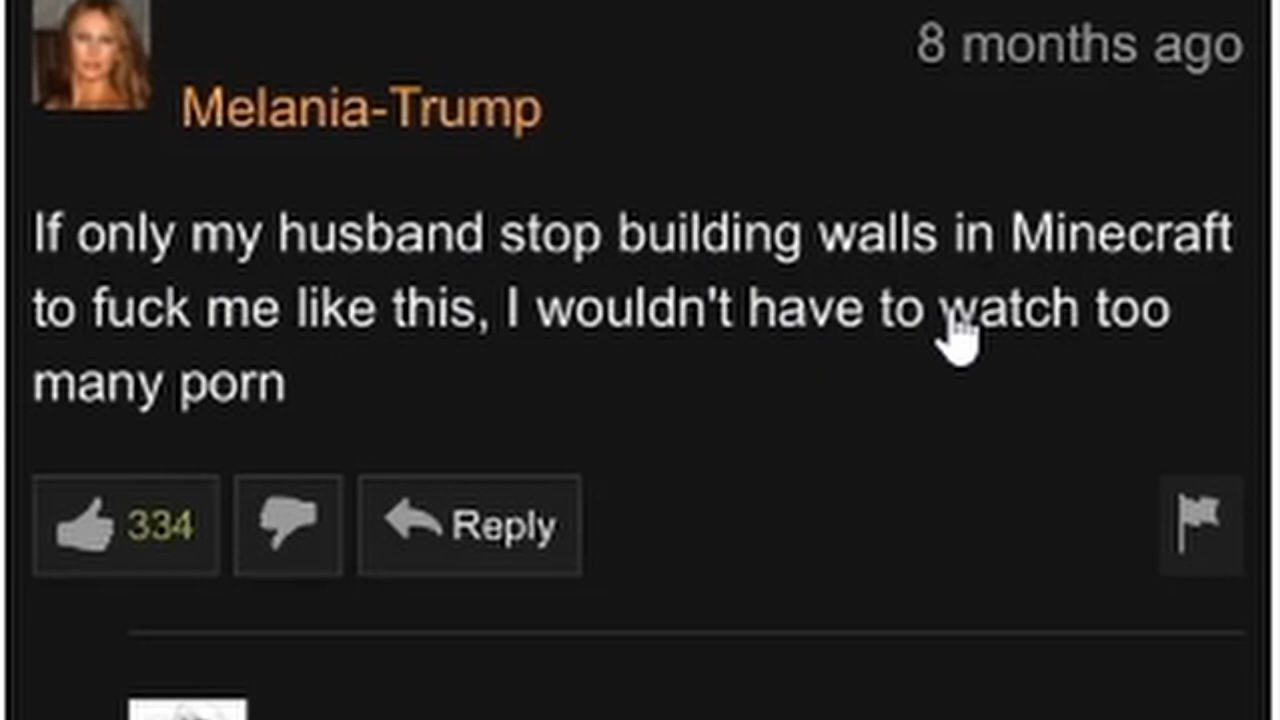 8 months ago
Melania-Trump
If only my husband stop building walls in Minecraft
to fuck me like this, I wouldn't have to watch too
many porn
334
Reply